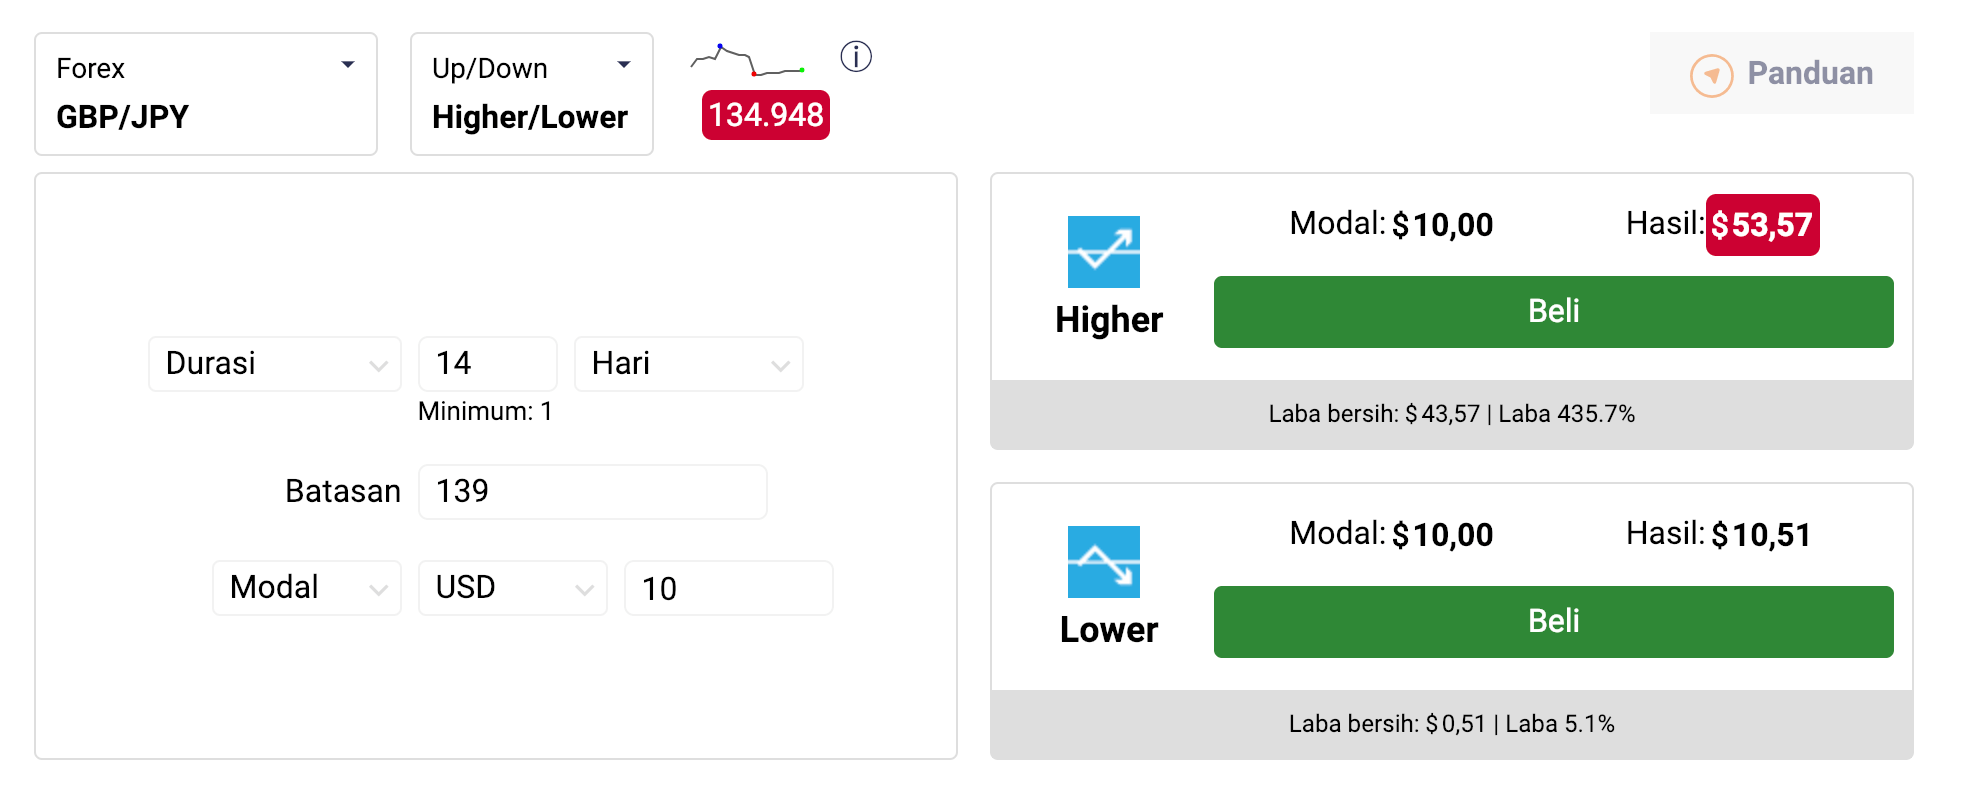 Forex
GBP/JPY
Up/Down
Higher/Lower
134.948
Panduan
Durasi 14 Hari
Minimum: 1
Batasan 139
Modal USD 10
Modal: $10,00 Hasil: $53,57
Higher
Beli
Laba bersih: $43,57 | Laba 435.7%
Modal: $10,00 Hasil: $10,51
Lower
Beli
Laba bersih: $0,51 | Laba 5.1%